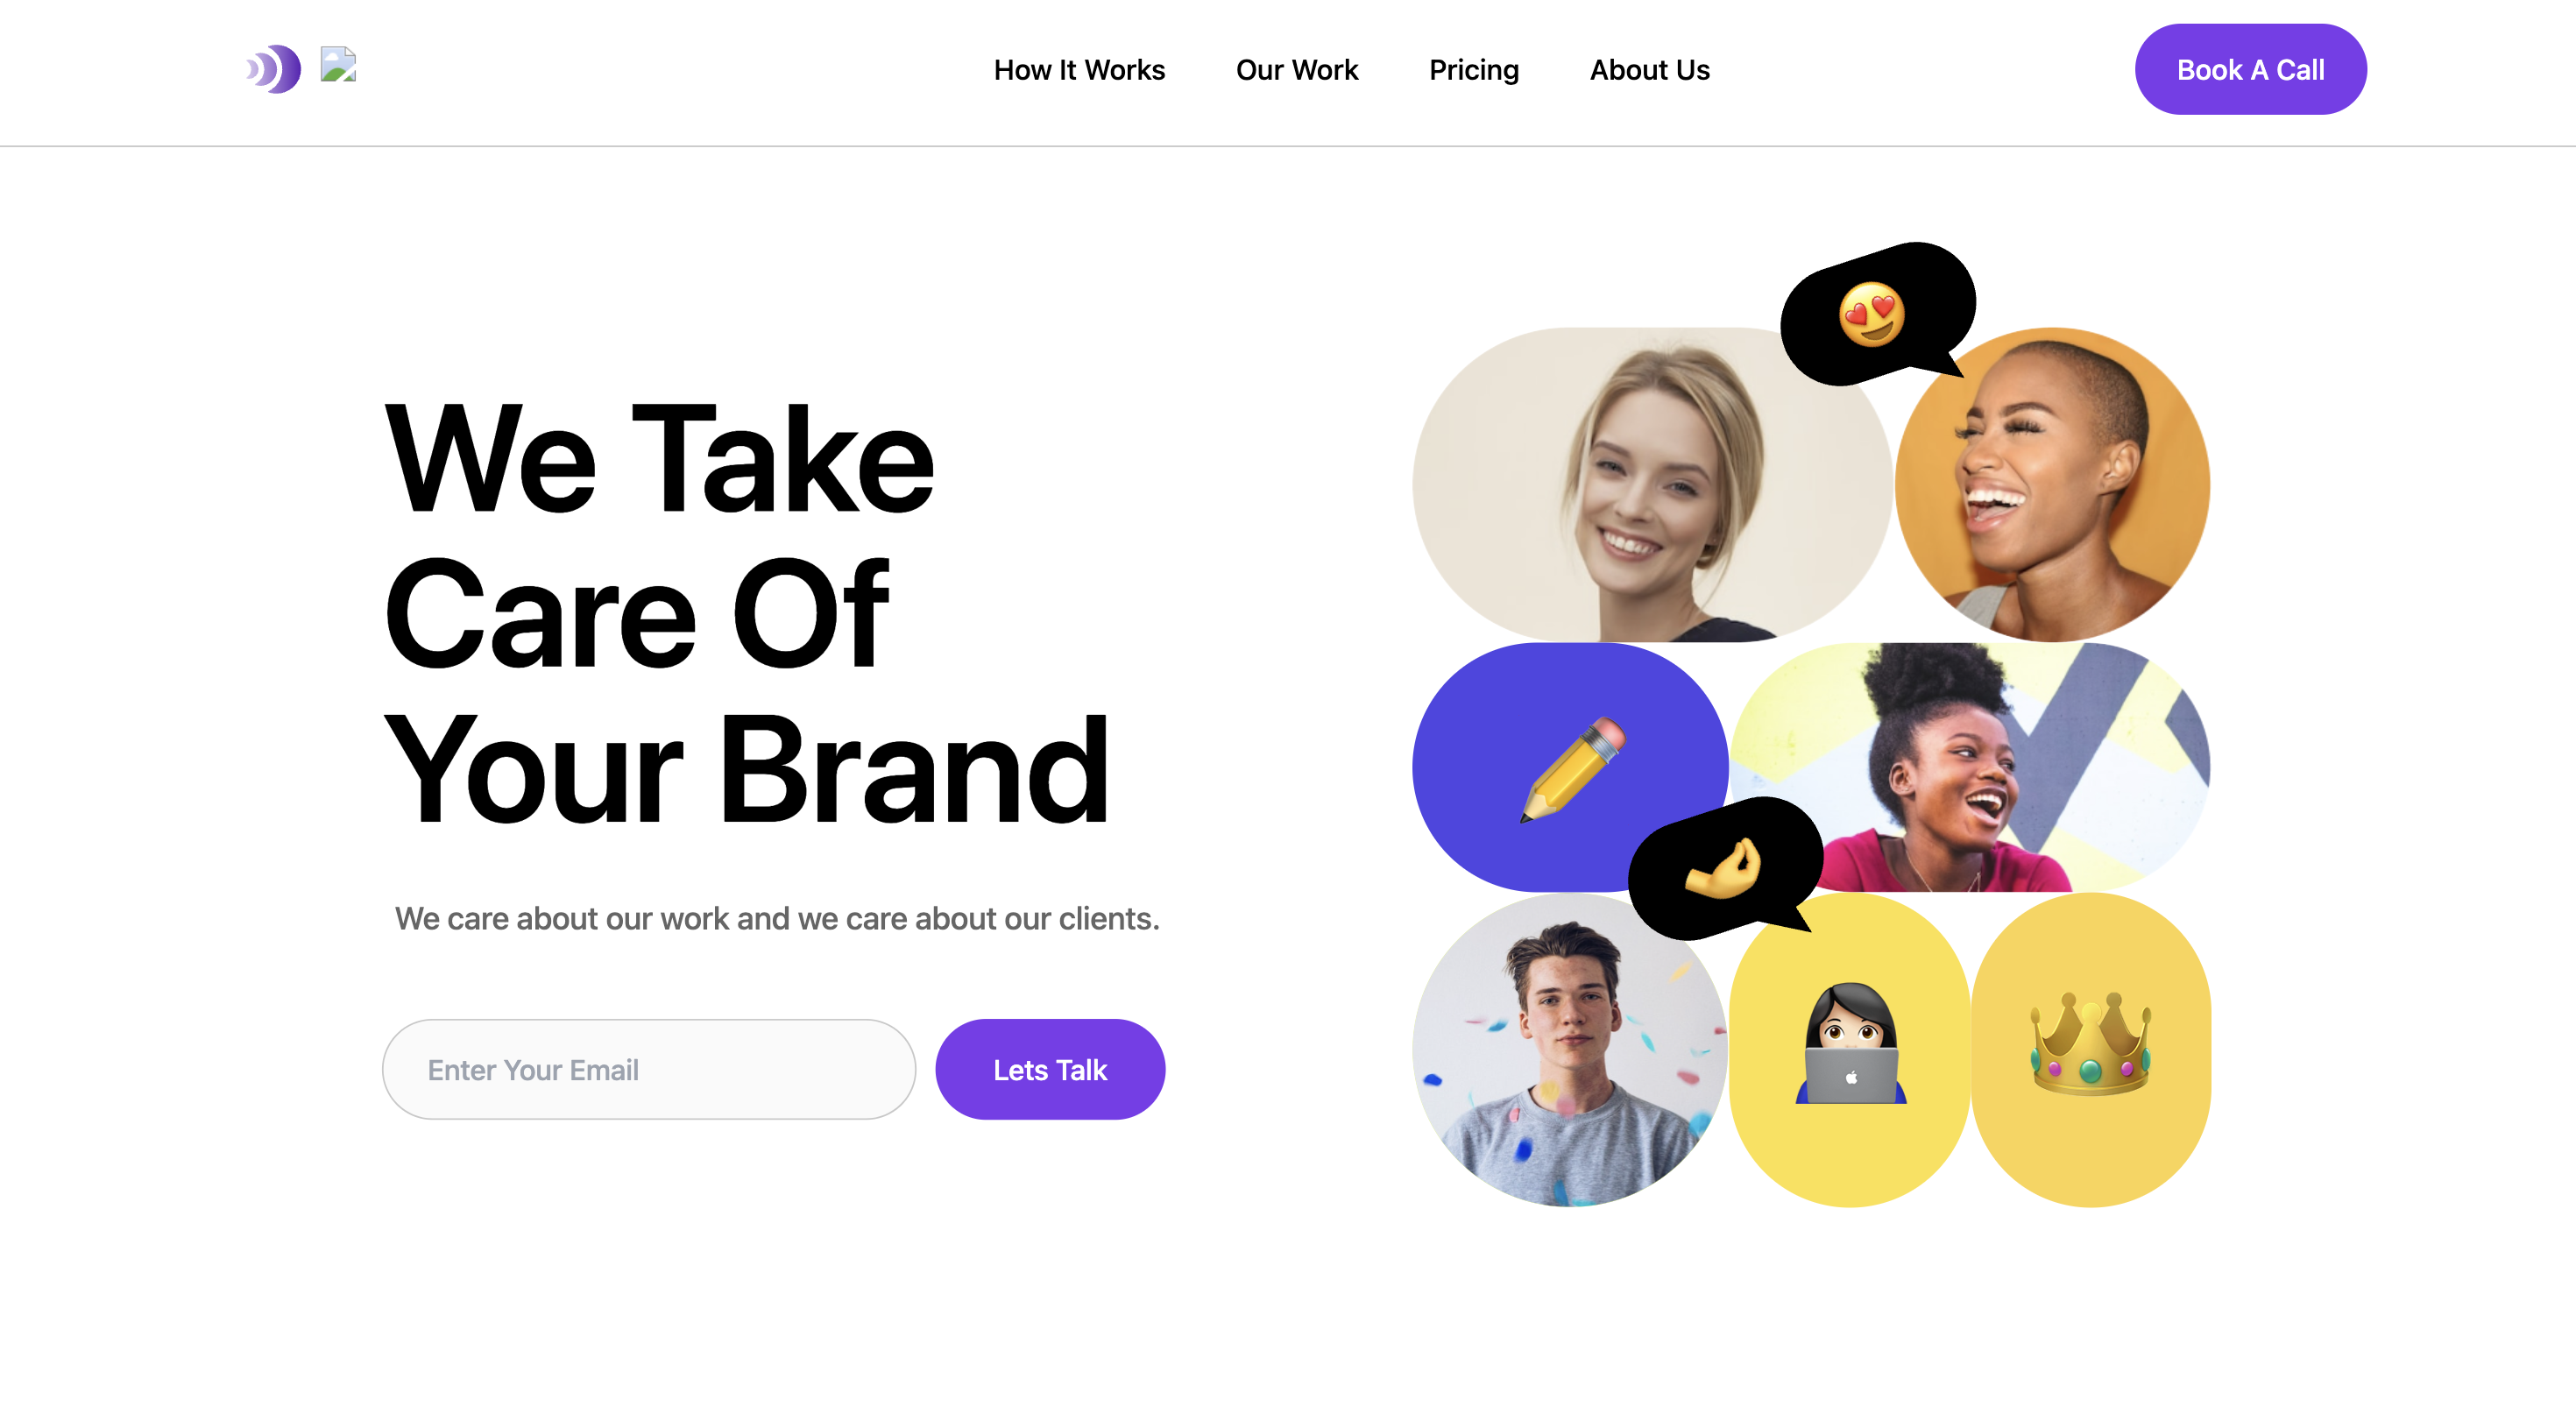 How It Works
Our Work
Pricing
About Us
Book A Call
We Take
Care Of
Your Brand
We care about our work and we care about our clients.
Enter Your Email
Lets Talk